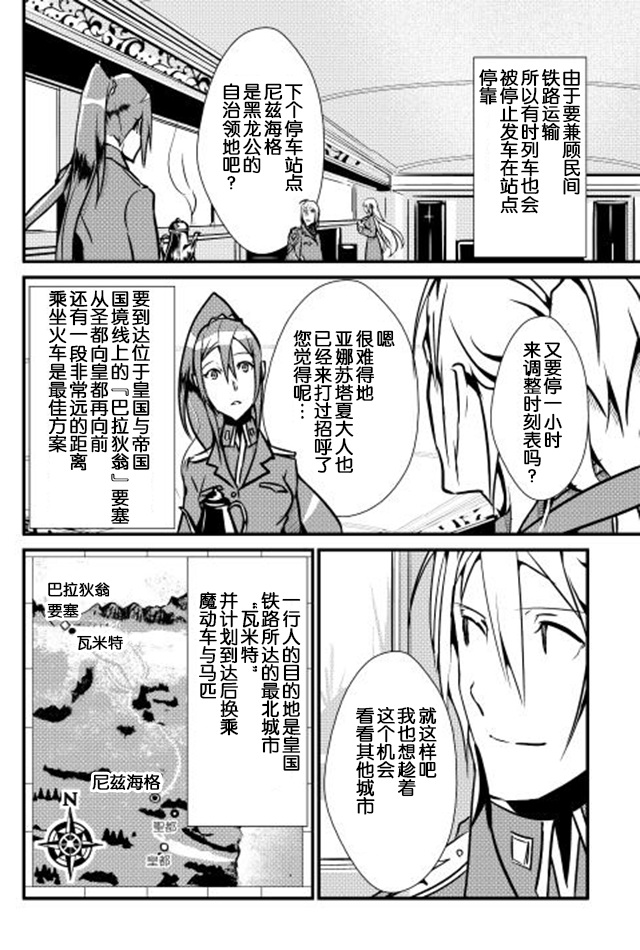 由于要兼顾民间
铁路运输
所以有时列车也会
被停止发车在站点
停靠
下个停车站点
尼兹海格
是黑龙公的
自治领地吧？
又要停一小时
来调整时刻表吗？
嗯
很难得地
亚娜苏塔夏大人也
已经来打过招呼了
您觉得呢…
要到达位于皇国与帝国
国境线上的『巴拉狄翁』要塞
从圣都向皇都再向前
还有一段非常远的距离
乘坐火车是最佳方案
就这样吧
我也想趁着
这个机会
看看其他城市
一行人的目的地是皇国
铁路所达的最北城市
“瓦米特”
并计划到达后换乘
魔动车与马匹
巴拉狄翁
要塞
瓦米特
尼兹海格
聖都
皇都
N